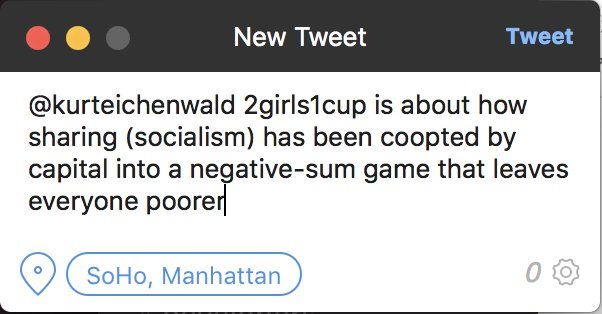 New Tweet
Tweet
@kurteichenwald 2girls1cup is about how
sharing (socialism) has been coopted by
capital into a negative-sum game that leaves
everyone poorer
SoHo, Manhattan
0